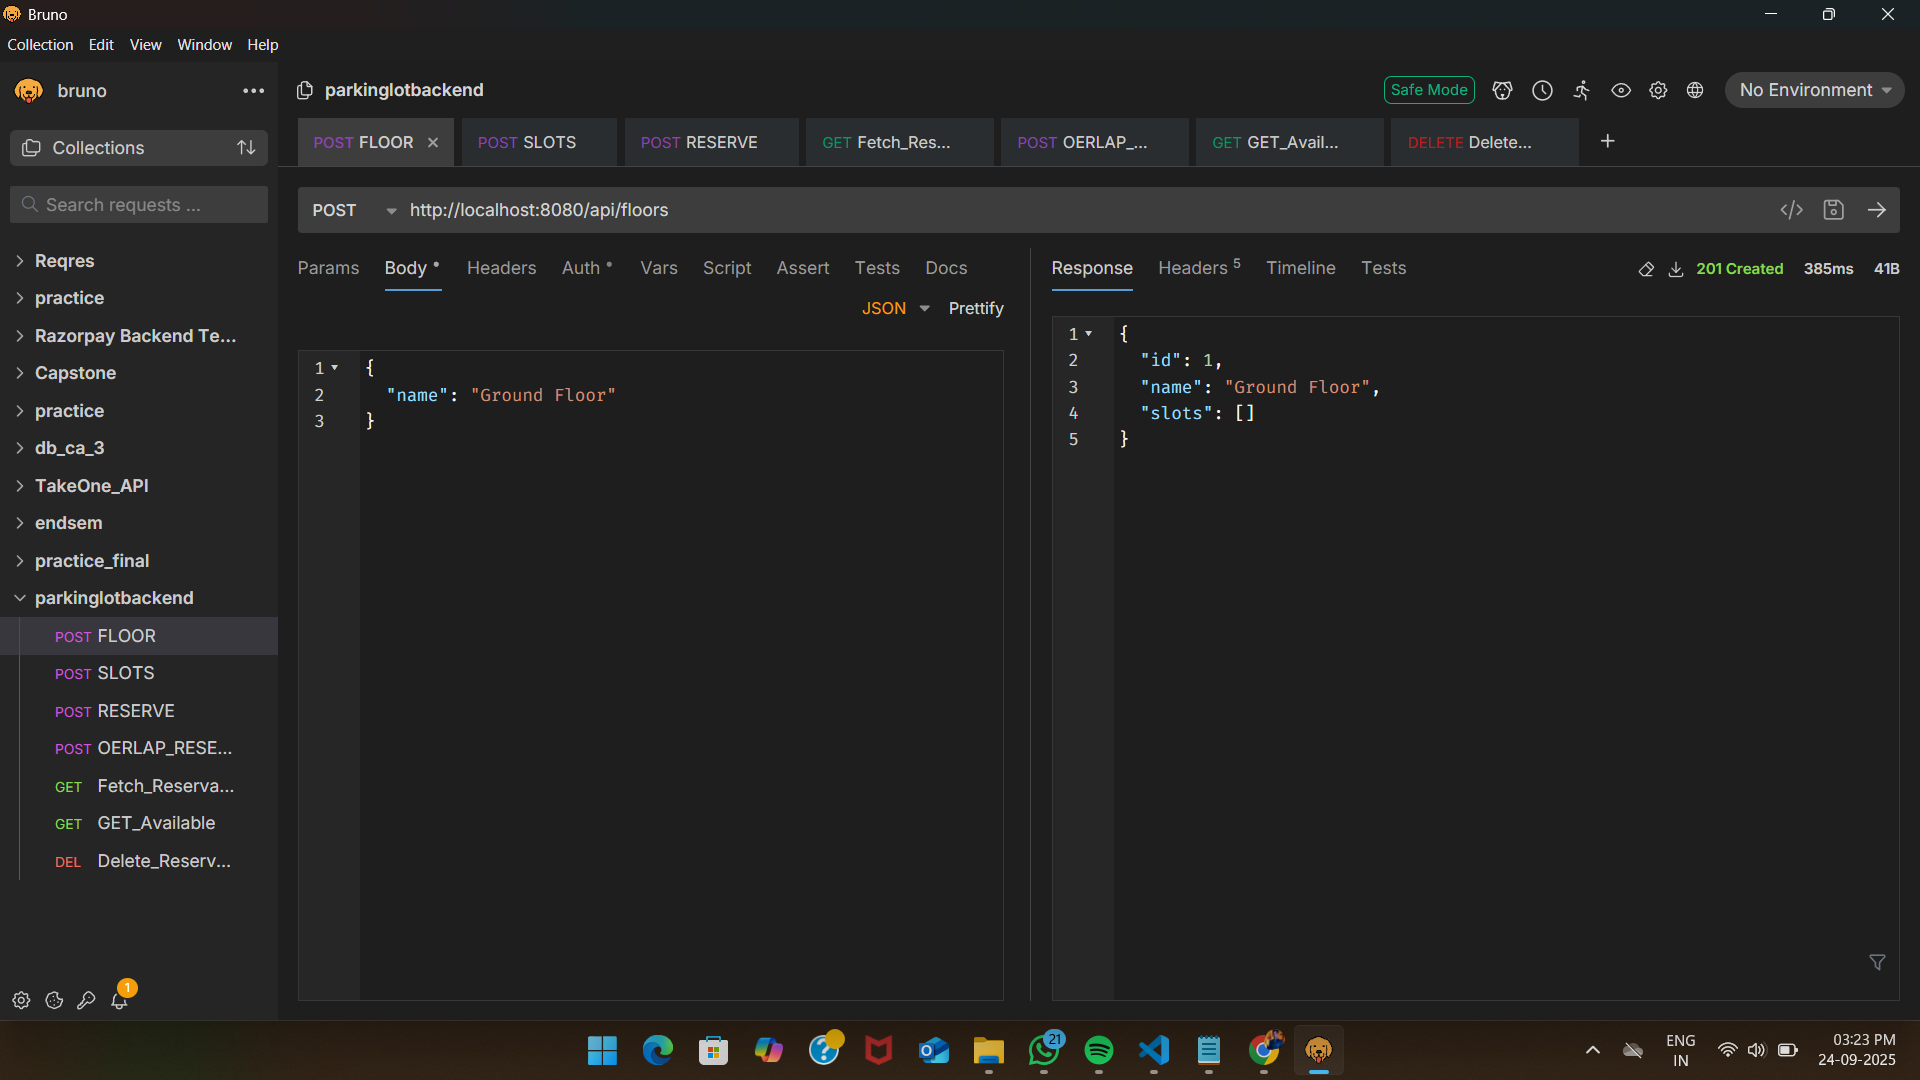 Bruno
Collection Edit View Window Help
bruno
parkinglotbackend
Safe Mode
No Environment
Collections
POST FLOOR
POST SLOTS
POST RESERVE
GET Fetch_Res...
POST OERLAP_...
GET GET_Avail...
DELETE Delete...
Search requests ...
POST http://localhost:8080/api/floors
Reqres
practice
Razorpay Backend Te...
Capstone
practice
db_ca_3
TakeOne_API
endsem
practice_final
parkinglotbackend
POST FLOOR
POST SLOTS
POST RESERVE
POST OERLAP_RESE...
GET Fetch_Reserva...
GET GET_Available
DEL Delete_Reserv...
1
Params Body Headers Auth Vars Script Assert Tests Docs
JSON Prettify
1 {
2 "name": "Ground Floor"
3 }
Response Headers 5 Timeline Tests
201 Created 385ms 41B
1 {
2 "id": 1,
3 "name": "Ground Floor",
4 "slots": []
5 }
21
ENG
IN
03:23 PM
24-09-2025